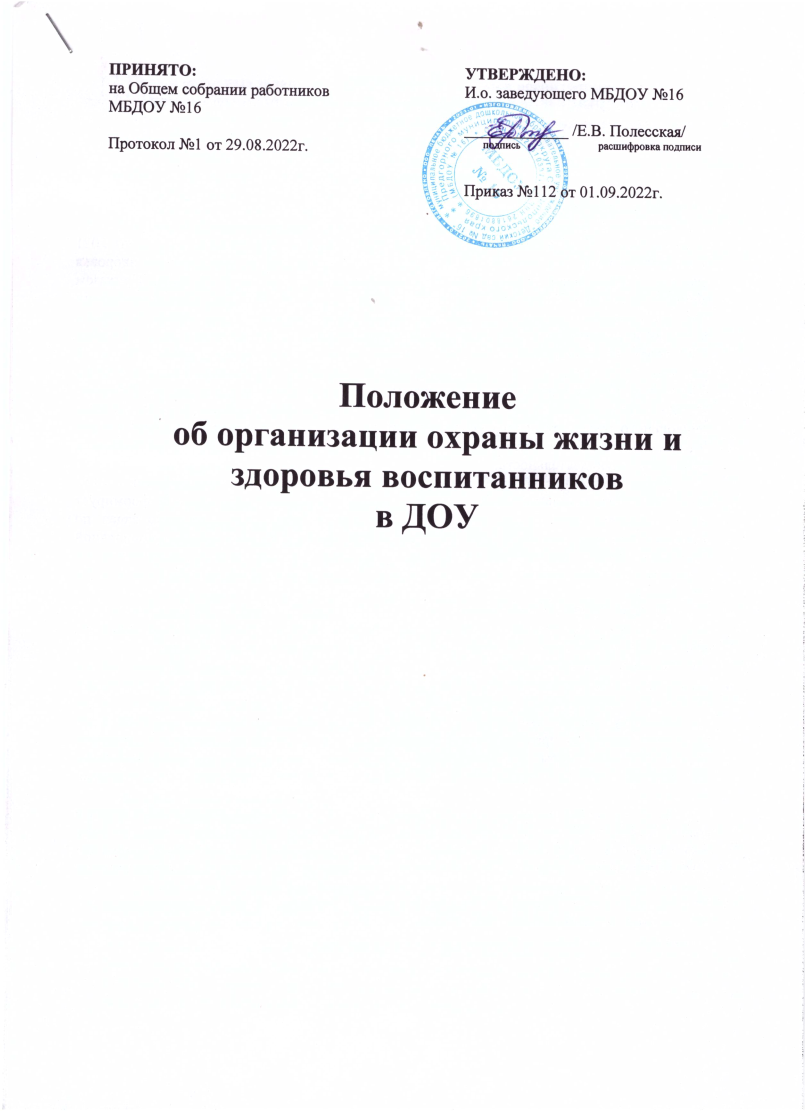 ПРИНЯТО:
на Общем собрании работников
МБДОУ №16
Протокол №1 от 29.08.2022г.
УТВЕРЖДЕНО:
И.о. заведующего МБДОУ №16
/Е.В. Полесская/
подпись расшифровка подписи
Приказ №112 от 01.09.2022г.
Положение
об организации охраны жизни и
здоровья воспитанников
в ДОУ